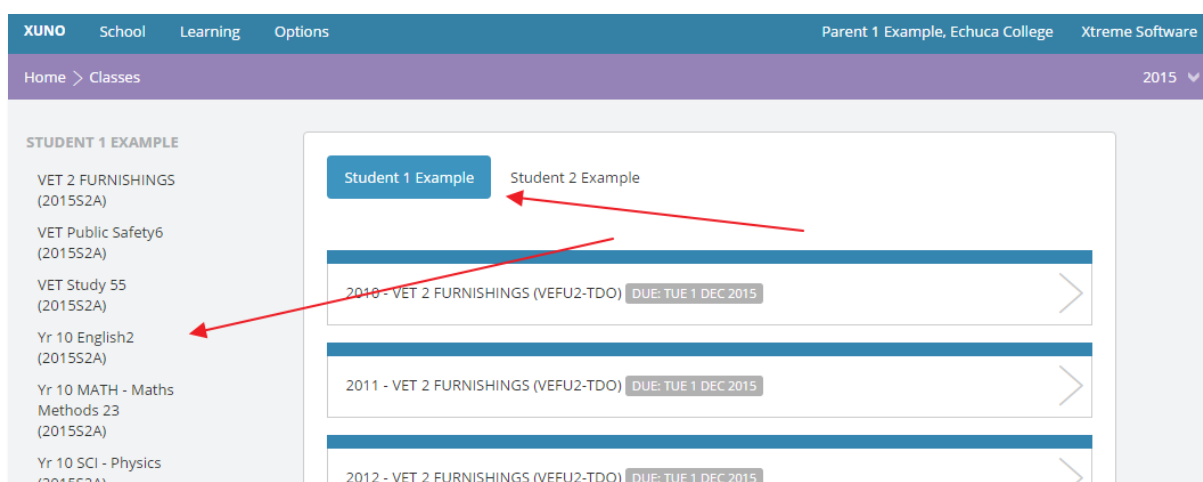 XUNO School Learning Options Parent 1 Example, Echuca College Xtreme Software
Home > Classes 2015
STUDENT 1 EXAMPLE
VET 2 FURNISHINGS
(2015S2A)
VET Public Safety6
(2015S2A)
VET Study 55
(2015S2A)
Yr 10 English2
(2015S2A)
Yr 10 MATH - Maths
Methods 23
(2015S2A)
Yr 10 SCI - Physics
(2015S2A)
Student 1 Example Student 2 Example
2010 - VET 2 FURNISHINGS (VEFU2-TDO) DUE: TUE 1 DEC 2015
2011 - VET 2 FURNISHINGS (VEFU2-TDO) DUE: TUE 1 DEC 2015
2012 - VET 2 FURNISHINGS (VEFU2-TDO) DUE: TUE 1 DEC 2015